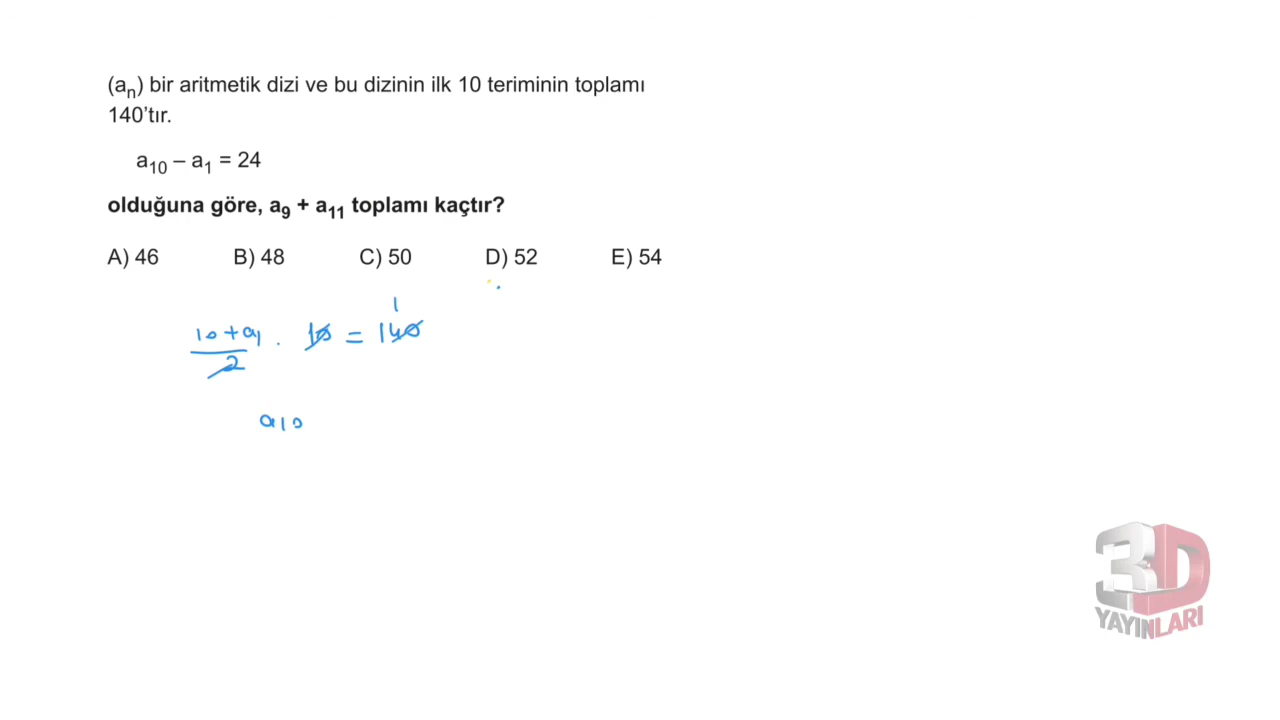 (aₙ) bir aritmetik dizi ve bu dizinin ilk 10 teriminin toplamı
140'tır.
a₁₀ – a₁ = 24
olduğuna göre, a₉ + a₁₁ toplamı kaçtır?
A) 46 B) 48 C) 50 D) 52 E) 54
1
10 + a₁ . 10 = 140
2
a10
3D
YAYINLARI